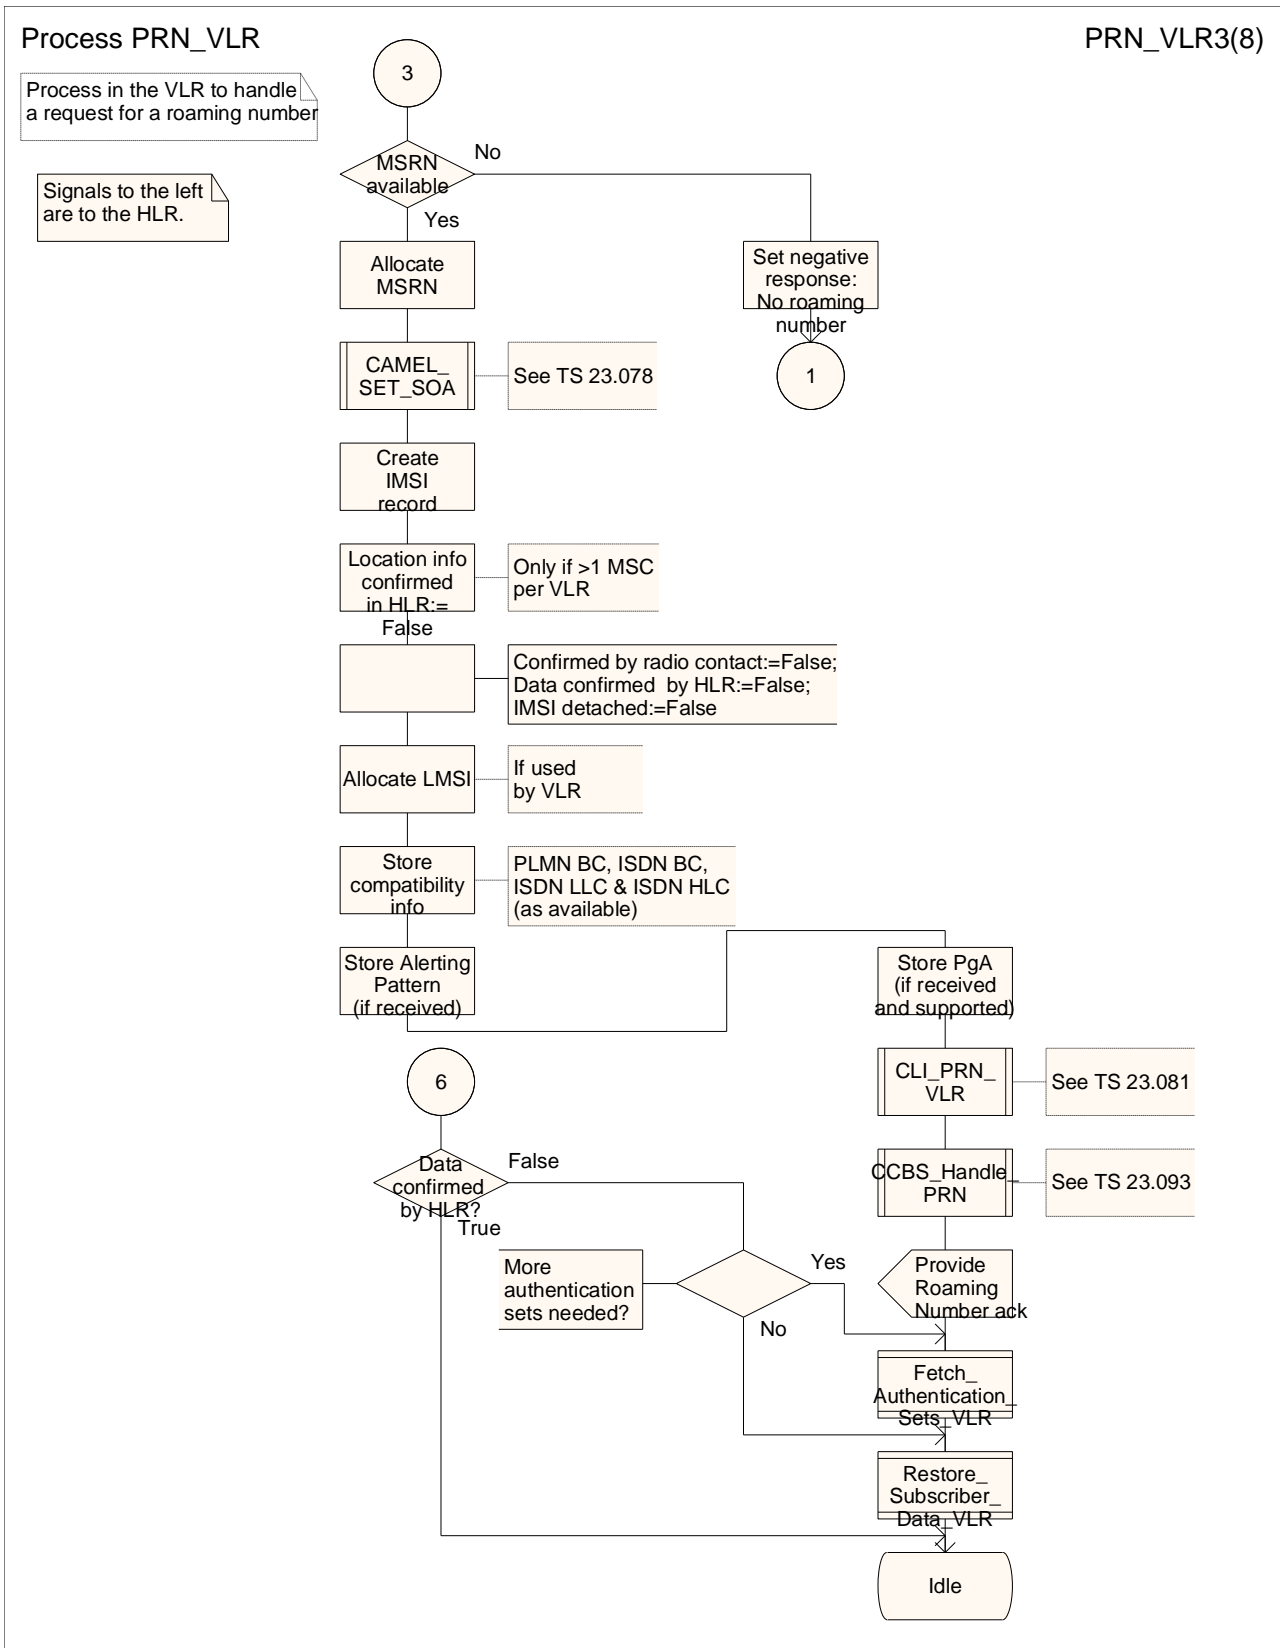 Process PRN_VLR
PRN_VLR3(8)
Process in the VLR to handle
a request for a roaming number
Signals to the left
are to the HLR.
3
MSRN
available
No
Yes
Allocate
MSRN
Set negative
response:
No roaming
number
1
CAMEL_
SET_SOA
See TS 23.078
Create
IMSI
record
Location info
confirmed
in HLR:=
False
Only if >1 MSC
per VLR
Confirmed by radio contact:=False;
Data confirmed  by HLR:=False;
IMSI detached:=False
Allocate LMSI
If used
by VLR
Store
compatibility
info
PLMN BC, ISDN BC,
ISDN LLC & ISDN HLC
(as available)
Store Alerting
Pattern
(if received)
Store PgA
(if received
and supported)
CLI_PRN_
VLR
See TS 23.081
CCBS_Handle_
PRN
See TS 23.093
Provide
Roaming
Number ack
6
Data
confirmed
by HLR?
False
True
More
authentication
sets needed?
Yes
No
Fetch_
Authentication_
Sets_VLR
Restore_
Subscriber_
Data_VLR
Idle